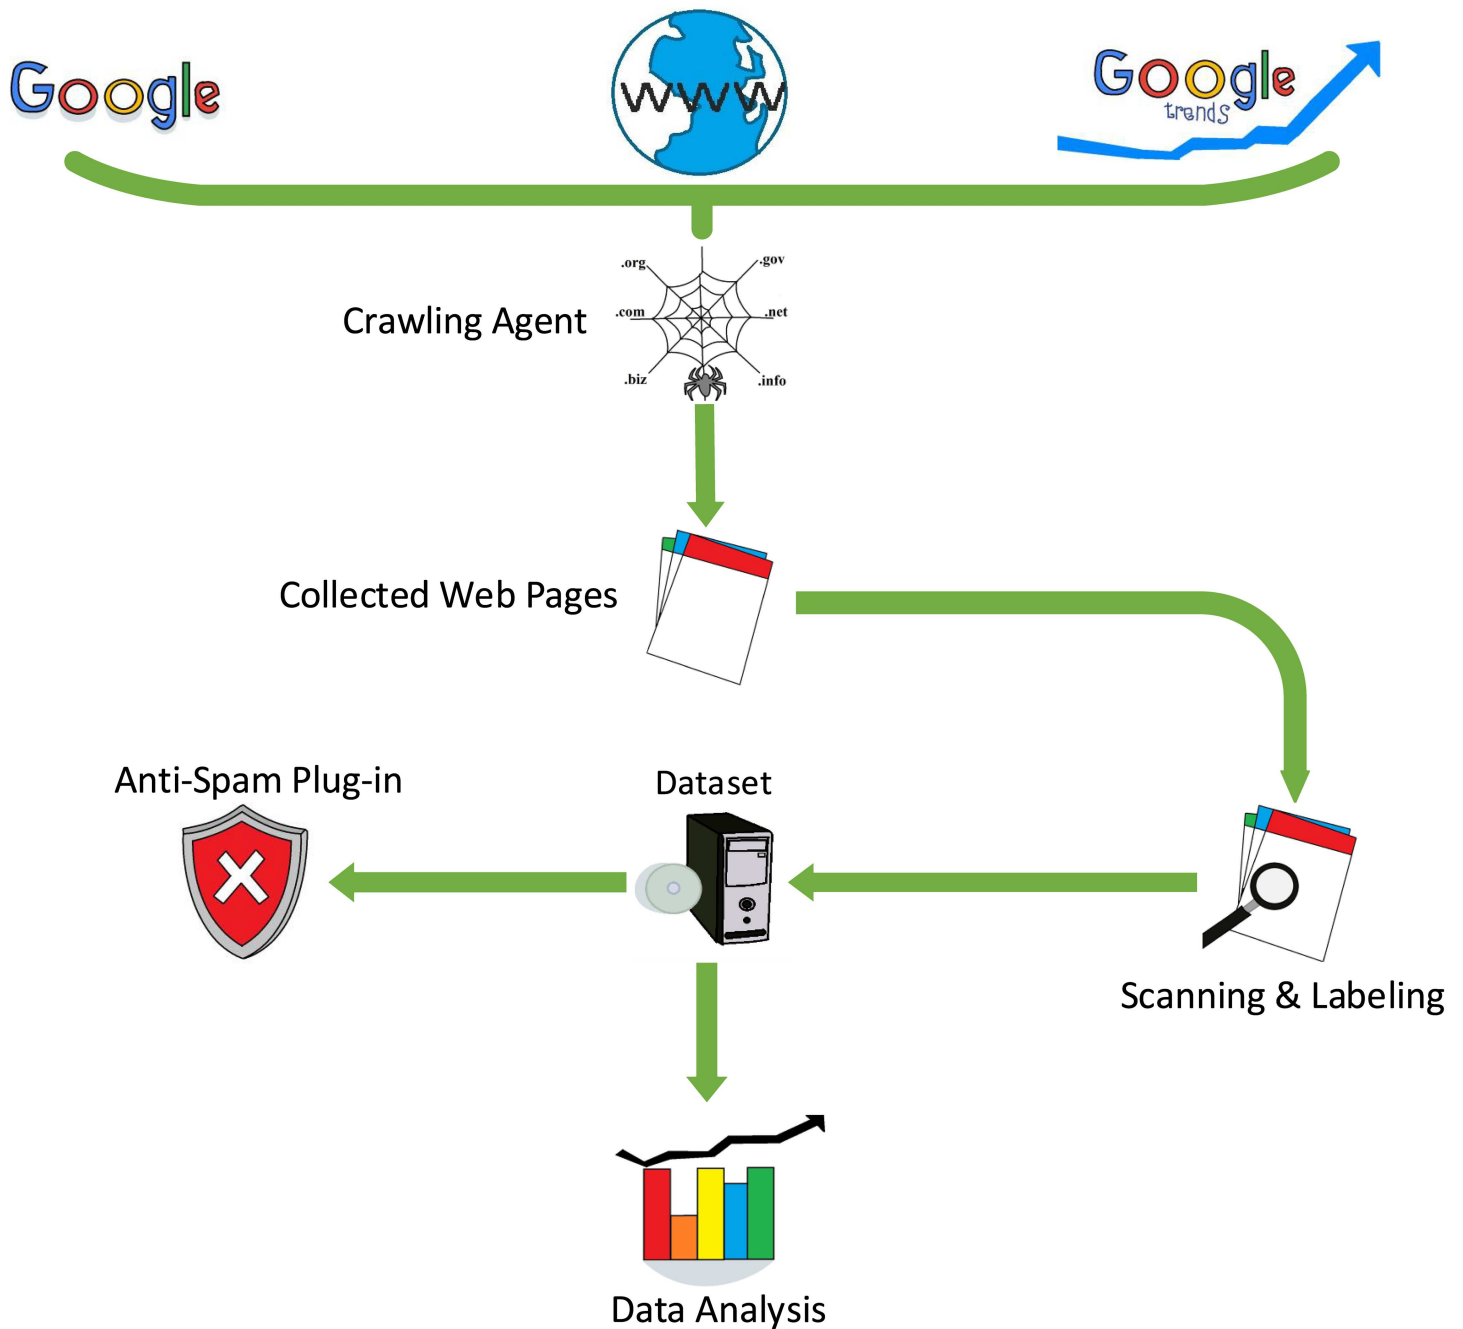 Google
WWW
Google
trends
.org
.gov
Crawling Agent
.com
.net
.biz
.info
Collected Web Pages
Anti-Spam Plug-in
Dataset
Scanning & Labeling
Data Analysis